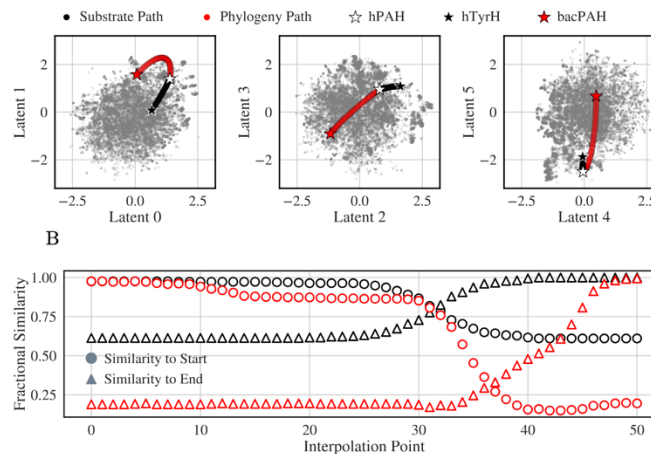 Substrate Path Phylogeny Path hPAH hTyrH bacPAH
Latent 1
2
0
−2
−2.5 0.0 2.5
Latent 0
Latent 3
2
0
−2
−2.5 0.0 2.5
Latent 2
Latent 5
2
0
−2
−2.5 0.0 2.5
Latent 4
B
Fractional Similarity
1.00
0.75
0.50
0.25
Similarity to Start
Similarity to End
0 10 20 30 40 50
Interpolation Point